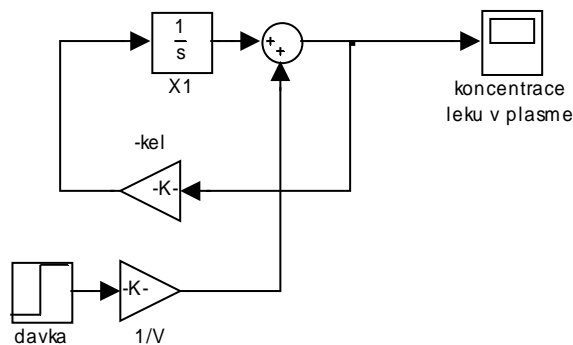 1
s
+
+
X1
koncentrace
leku v plasme
-kel
-K-
-K-
davka
1/V